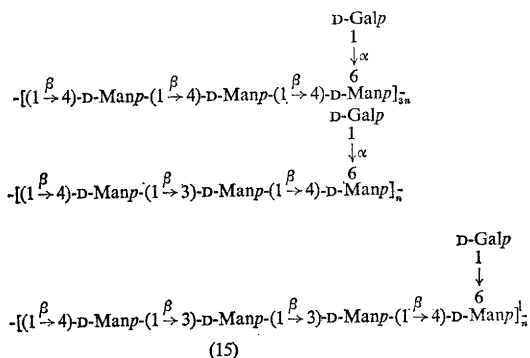 D-Galp
1
↓α
6
-[(1 β→ 4)-D-Manp-(1 β→ 4)-D-Manp-(1 β→ 4)-D-Manp]3n-
D-Galp
1
↓α
6
-[(1 β→ 4)-D-Manp-(1 β→ 3)-D-Manp-(1 β→ 4)-D-Manp]n-
D-Galp
1
↓
6
-[(1 β→ 4)-D-Manp-(1 β→ 3)-D-Manp-(1 β→ 3)-D-Manp-(1 β→ 4)-D-Manp]n
(15)